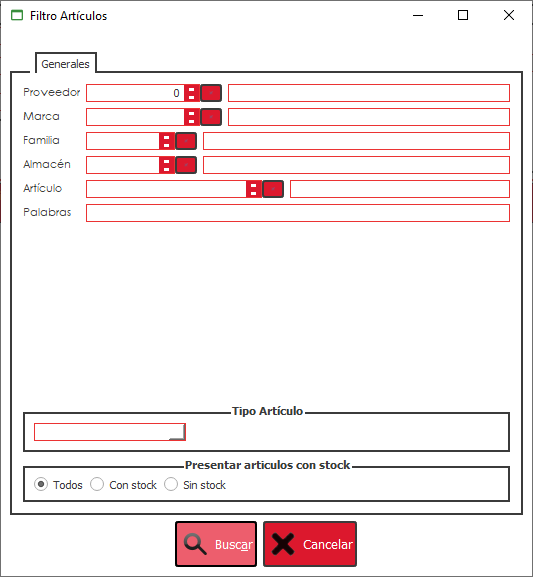 Filtro Artículos
Generales
Proveedor 0
Marca
Familia
Almacén
Artículo
Palabras
Tipo Artículo
Presentar articulos con stock
Todos Con stock Sin stock
Buscar Cancelar